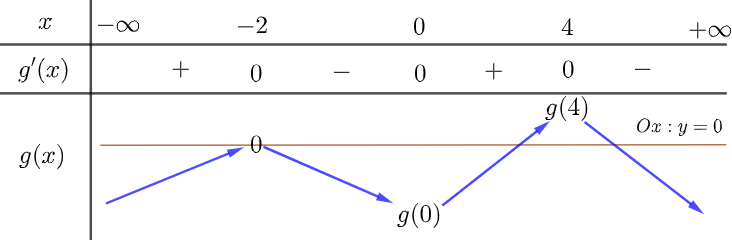 x −∞ −2 0 4 +∞
g′(x) + 0 − 0 + 0 −
g(4)
Ox : y = 0
g(x) 0
g(0)